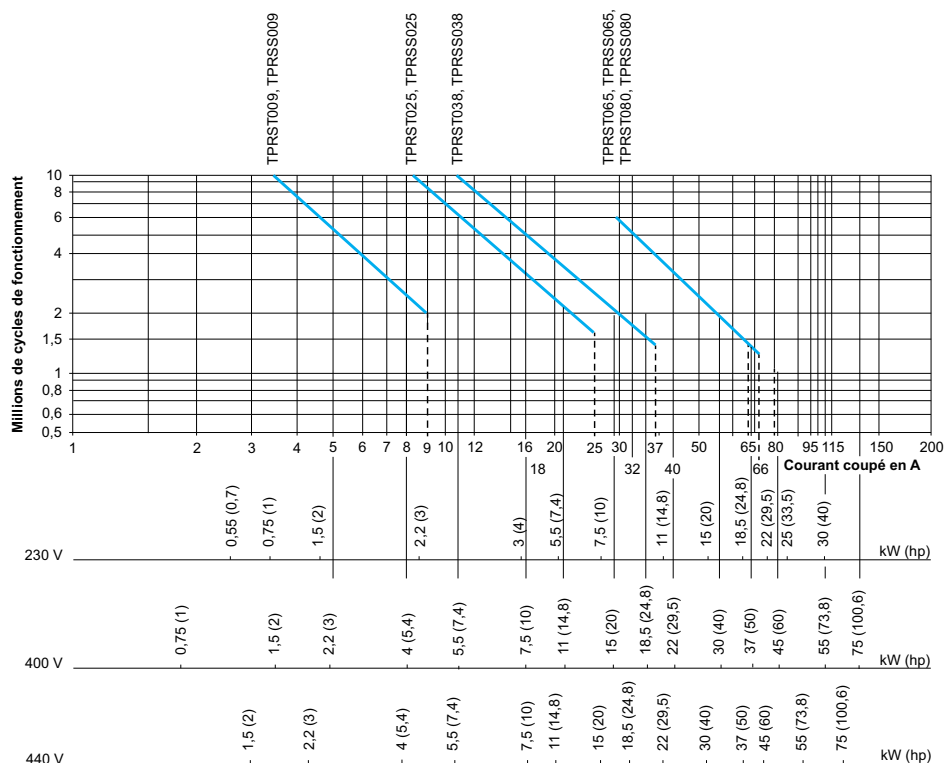 TPRST009, TPRSS009
TPRST025, TPRSS025
TPRST038, TPRSS038
TPRST065, TPRSS065,
TPRST080, TPRSS080
Millions de cycles de fonctionnement
10
8
6
4
2
1,5
1
0,8
0,6
0,5
1 2 3 4 5 6 7 8 9 10 12 16 20 25 30 37 50 65 80 95 115 150 200
18 32 40 66 Courant coupé en A
0,55 (0,7) 0,75 (1) 1,5 (2) 2,2 (3) 3 (4) 5,5 (7,4) 7,5 (10) 11 (14,8) 15 (20) 18,5 (24,8) 22 (29,5) 25 (33,5) 30 (40)
230 V kW (hp)
0,75 (1) 1,5 (2) 2,2 (3) 4 (5,4) 5,5 (7,4) 7,5 (10) 11 (14,8) 15 (20) 18,5 (24,8) 22 (29,5) 30 (40) 37 (50) 45 (60) 55 (73,8) 75 (100,6)
400 V kW (hp)
1,5 (2) 2,2 (3) 4 (5,4) 5,5 (7,4) 7,5 (10) 11 (14,8) 15 (20) 18,5 (24,8) 22 (29,5) 30 (40) 37 (50) 45 (60) 55 (73,8) 75 (100,6)
440 V kW (hp)